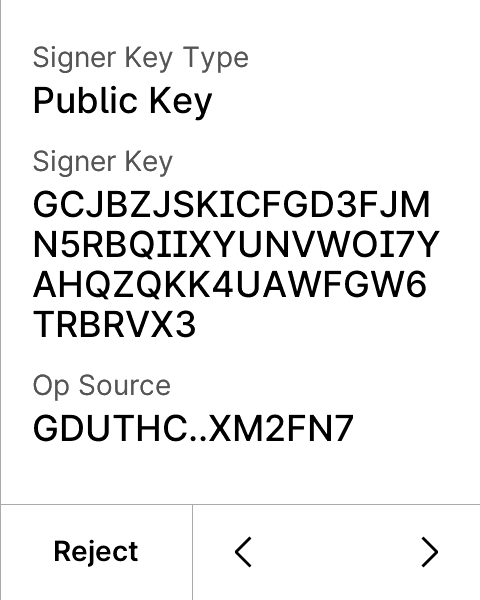 Signer Key Type
Public Key
Signer Key
GCJBZJSKICFGD3FJM
N5RBQIIXYUNVWOI7Y
AHQZQKK4UAWFGW6
TRBRVX3
Op Source
GDUTHC..XM2FN7
Reject